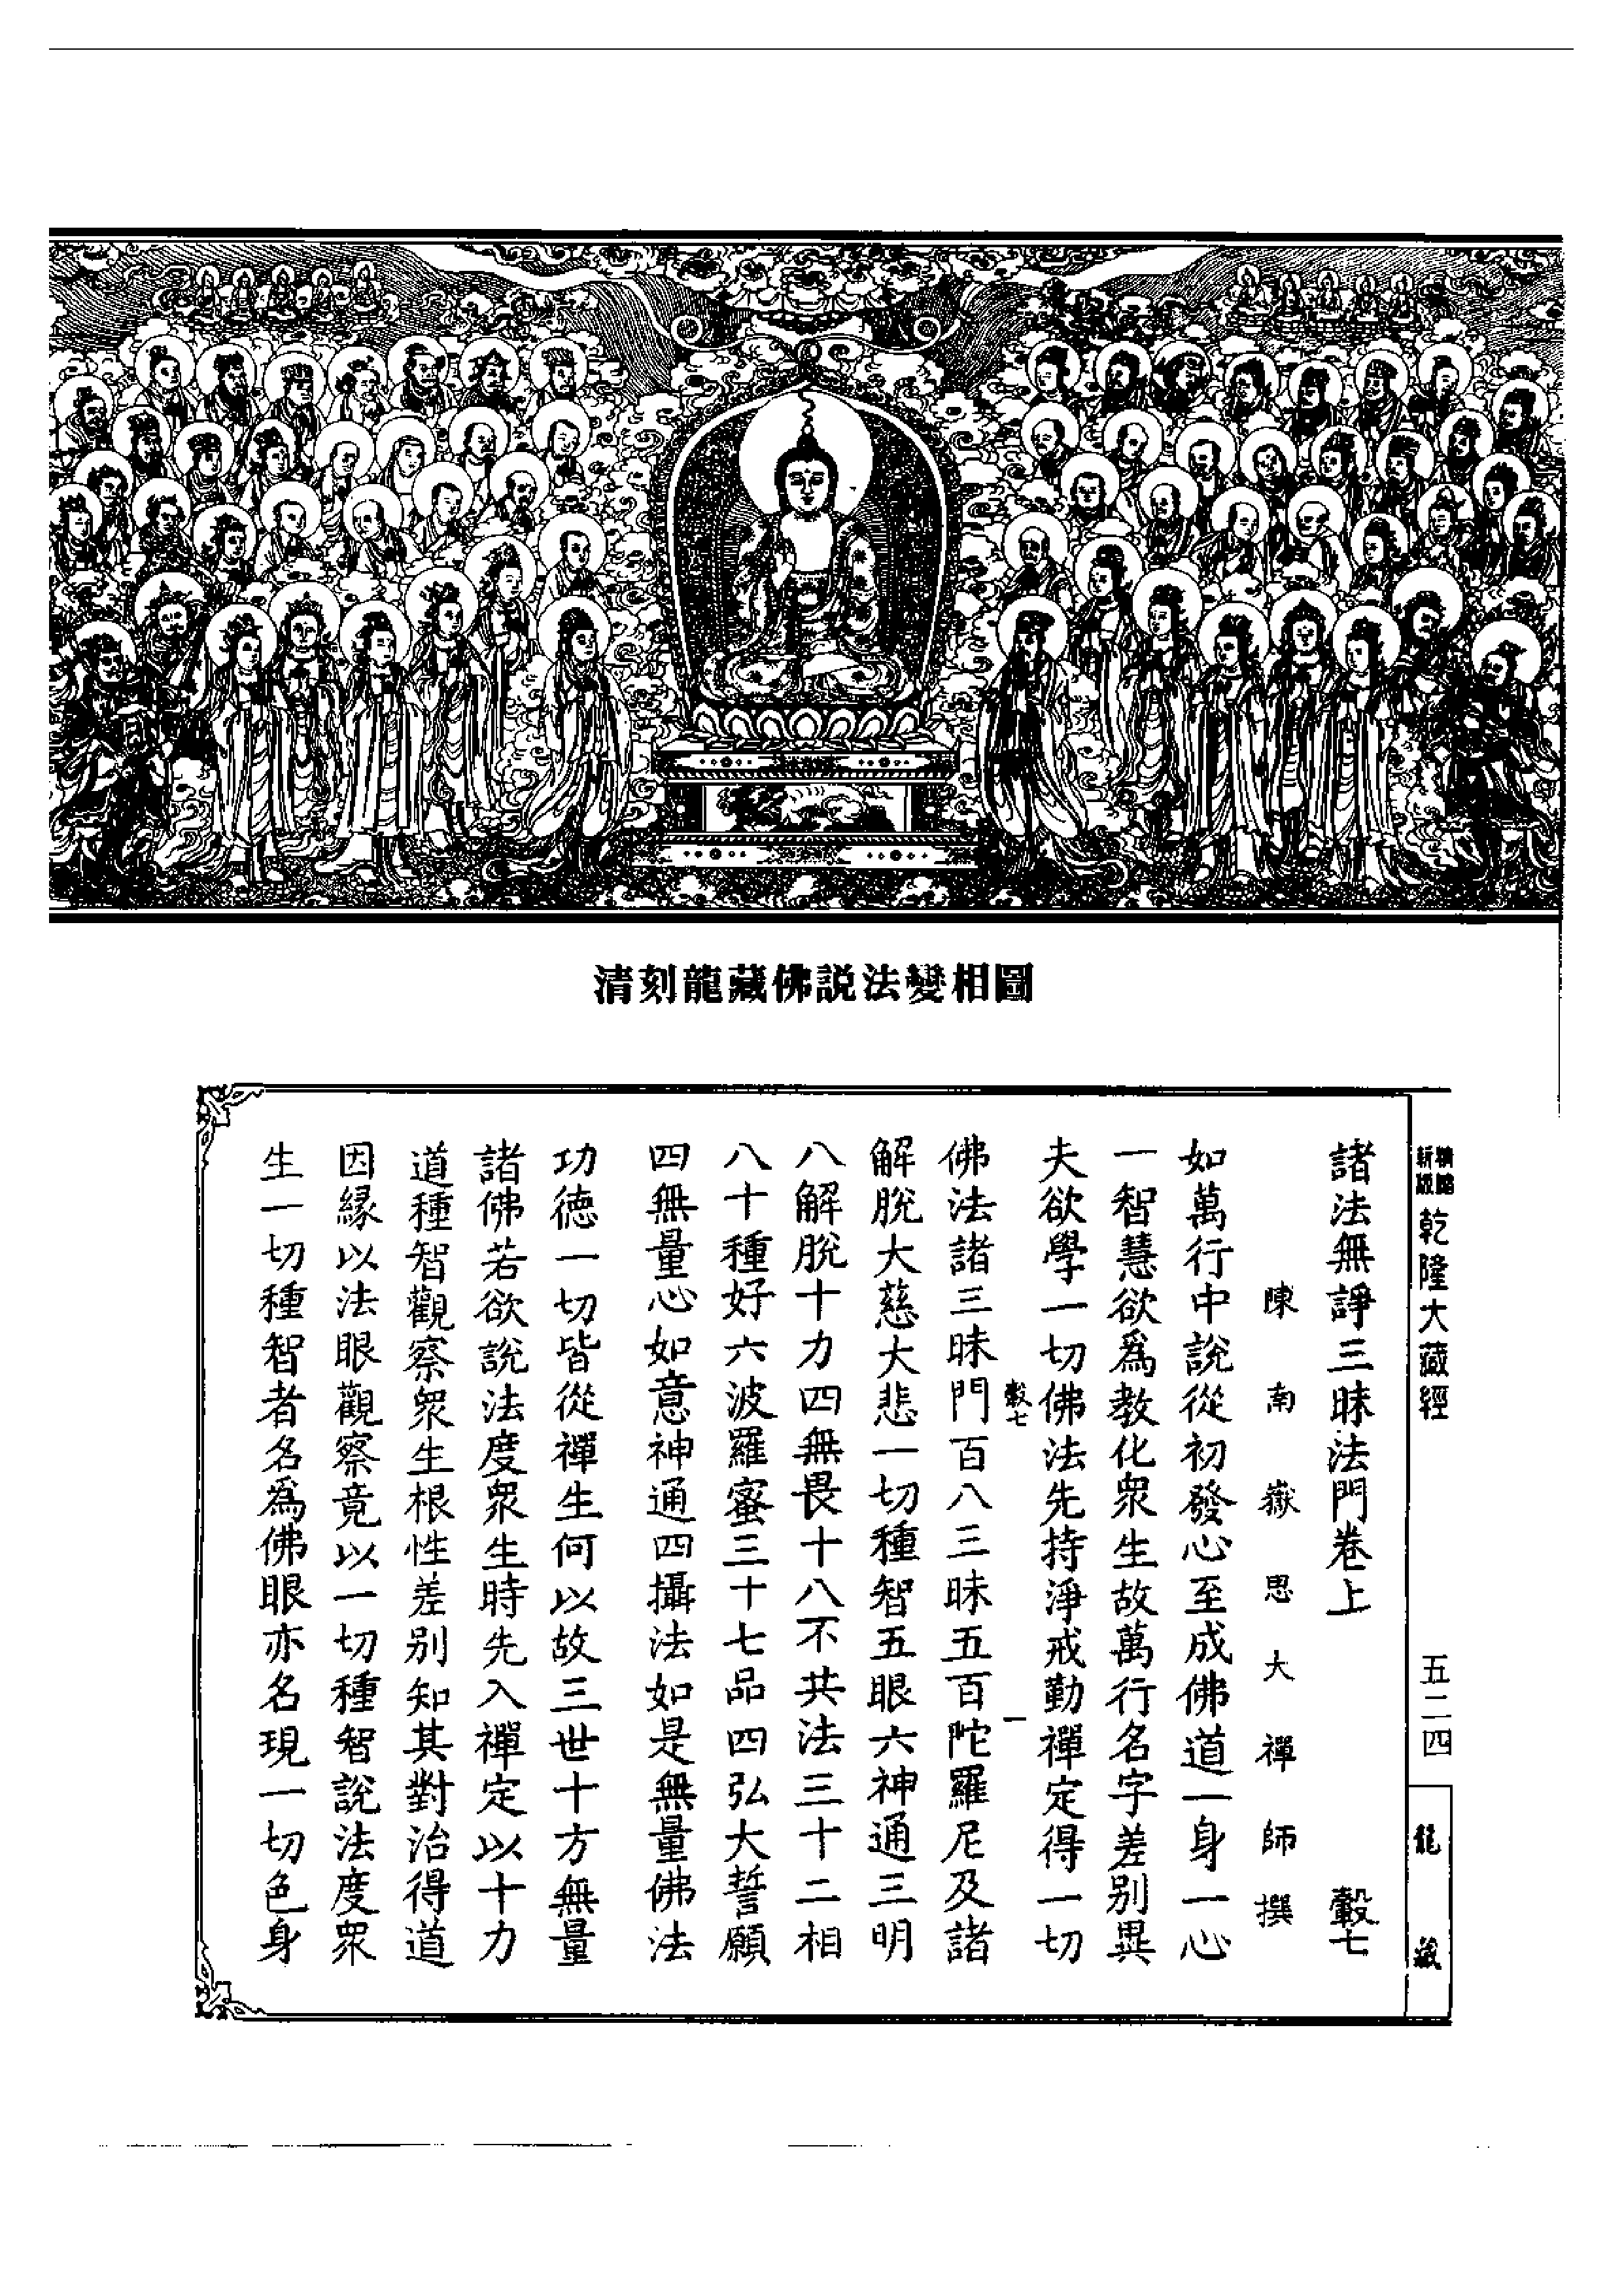 清刻龍藏佛説法變相圖
新版
精縮
乾隆大藏經
五二四
龍藏
諸法無諍三昧法門卷上 轂七
陳南嶽思大禪師撰
如萬行中說從初發心至成佛道一身一心
一智慧欲爲教化衆生故萬行名字差别異
夫欲學一切佛法先持淨戒勤禪定得一切
轂七 一
佛法諸三昧門百八三昧五百陀羅尼及諸
解脫大慈大悲一切種智五眼六神通三明
八解脫十力四無畏十八不共法三十二相
八十種好六波羅蜜三十七品四弘大誓願
四無量心如意神通四攝法如是無量佛法
功德一切皆從禪生何以故三世十方無量
諸佛若欲說法度衆生時先入禪定以十力
道種智觀察衆生根性差别知其對治得道
因緣以法眼觀察竟以一切種智說法度衆
生一切種智者名爲佛眼亦名現一切色身